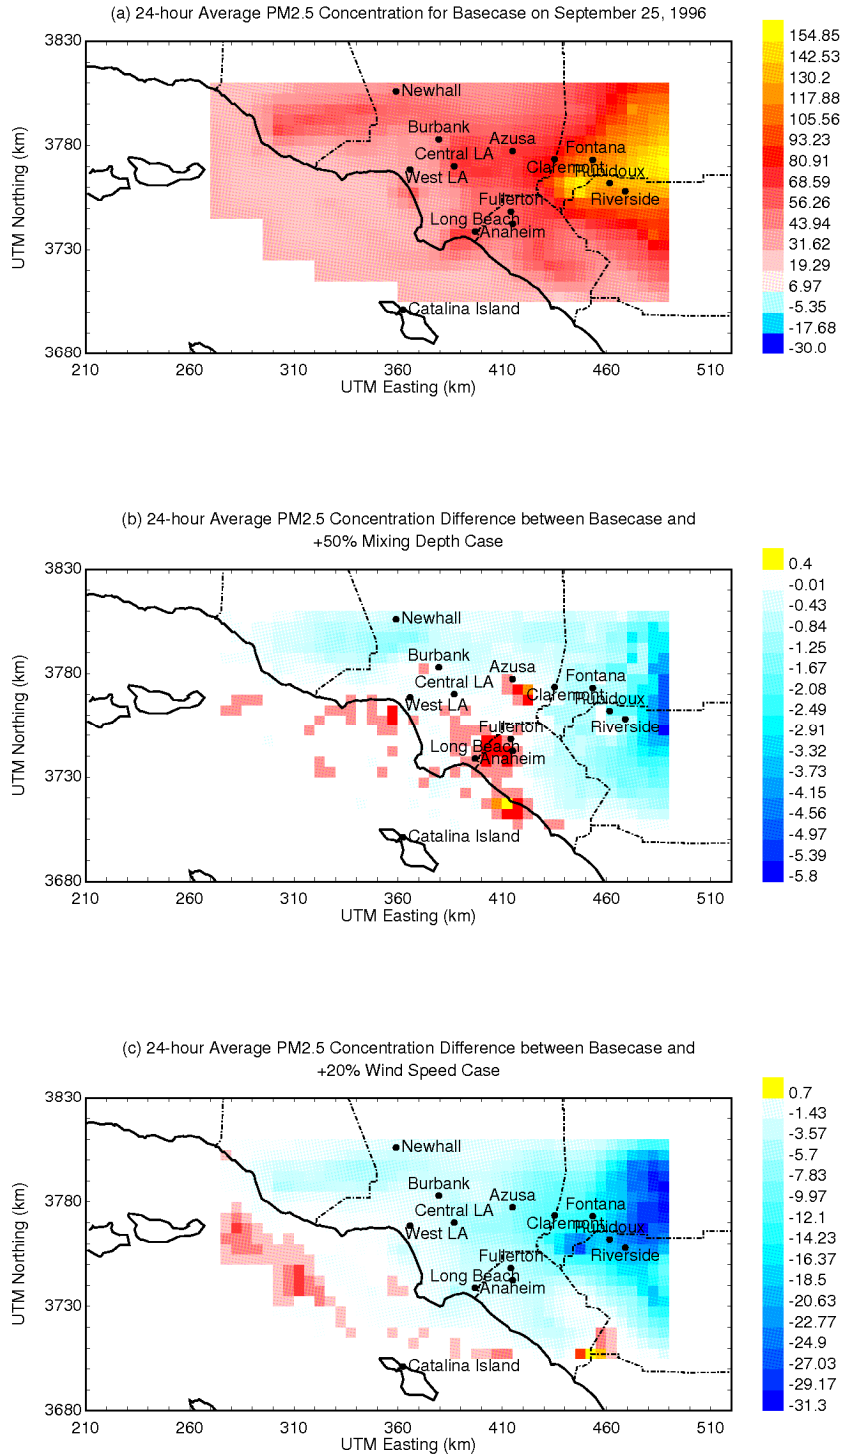 (a) 24-hour Average PM2.5 Concentration for Basecase on September 25, 1996
3830
3780
3730
3680
UTM Northing (km)
210 260 310 360 410 460 510
UTM Easting (km)
Newhall
Burbank
Azusa
Central LA
Fontana
Claremont
West LA
Rubidoux
Fullerton
Riverside
Long Beach
Anaheim
Catalina Island
154.85
142.53
130.2
117.88
105.56
93.23
80.91
68.59
56.26
43.94
31.62
19.29
6.97
-5.35
-17.68
-30.0
(b) 24-hour Average PM2.5 Concentration Difference between Basecase and
+50% Mixing Depth Case
3830
3780
3730
3680
UTM Northing (km)
210 260 310 360 410 460 510
UTM Easting (km)
Newhall
Burbank
Azusa
Central LA
Fontana
Claremont
West LA
Rubidoux
Fullerton
Riverside
Long Beach
Anaheim
Catalina Island
0.4
-0.01
-0.43
-0.84
-1.25
-1.67
-2.08
-2.49
-2.91
-3.32
-3.73
-4.15
-4.56
-4.97
-5.39
-5.8
(c) 24-hour Average PM2.5 Concentration Difference between Basecase and
+20% Wind Speed Case
3830
3780
3730
3680
UTM Northing (km)
210 260 310 360 410 460 510
UTM Easting (km)
Newhall
Burbank
Azusa
Central LA
Fontana
Claremont
West LA
Rubidoux
Fullerton
Riverside
Long Beach
Anaheim
Catalina Island
0.7
-1.43
-3.57
-5.7
-7.83
-9.97
-12.1
-14.23
-16.37
-18.5
-20.63
-22.77
-24.9
-27.03
-29.17
-31.3